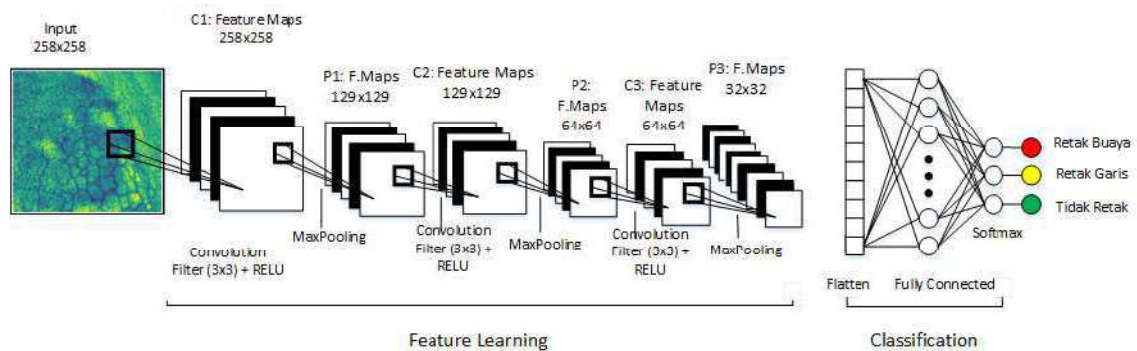 Input
258x258
C1: Feature Maps
258x258
P1: F.Maps
129x129
C2: Feature Maps
129x129
P2:
F.Maps
64x64
C3: Feature
Maps
64x64
P3: F.Maps
32x32
Convolution
Filter (3x3) + RELU
MaxPooling
Convolution
Filter (3x3) +
RELU
MaxPooling
Convolution
Filter (3x3) +
RELU
MaxPooling
Retak Buaya
Retak Garis
Tidak Retak
Softmax
Flatten
Fully Connected
Feature Learning
Classification